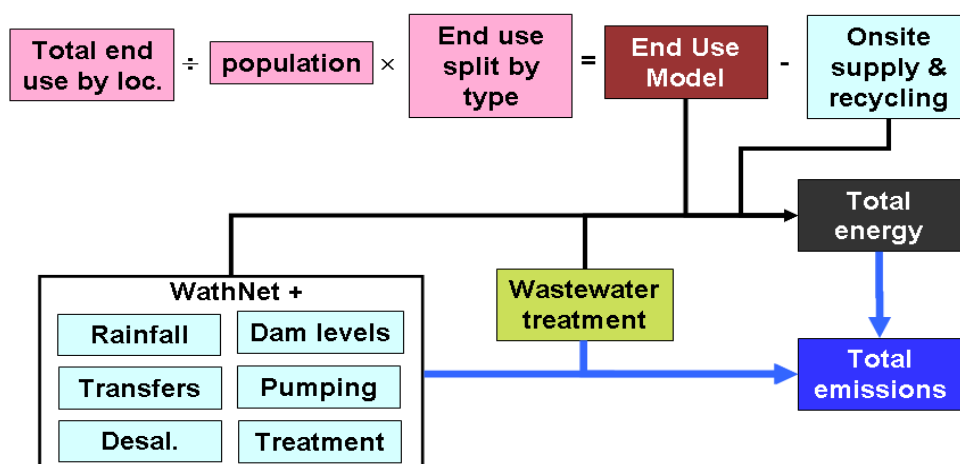 Total end
use by loc.
÷
population
×
End use
split by
type
=
End Use
Model
-
Onsite
supply &
recycling
Total
energy
WathNet +
Rainfall
Dam levels
Transfers
Pumping
Desal.
Treatment
Wastewater
treatment
Total
emissions